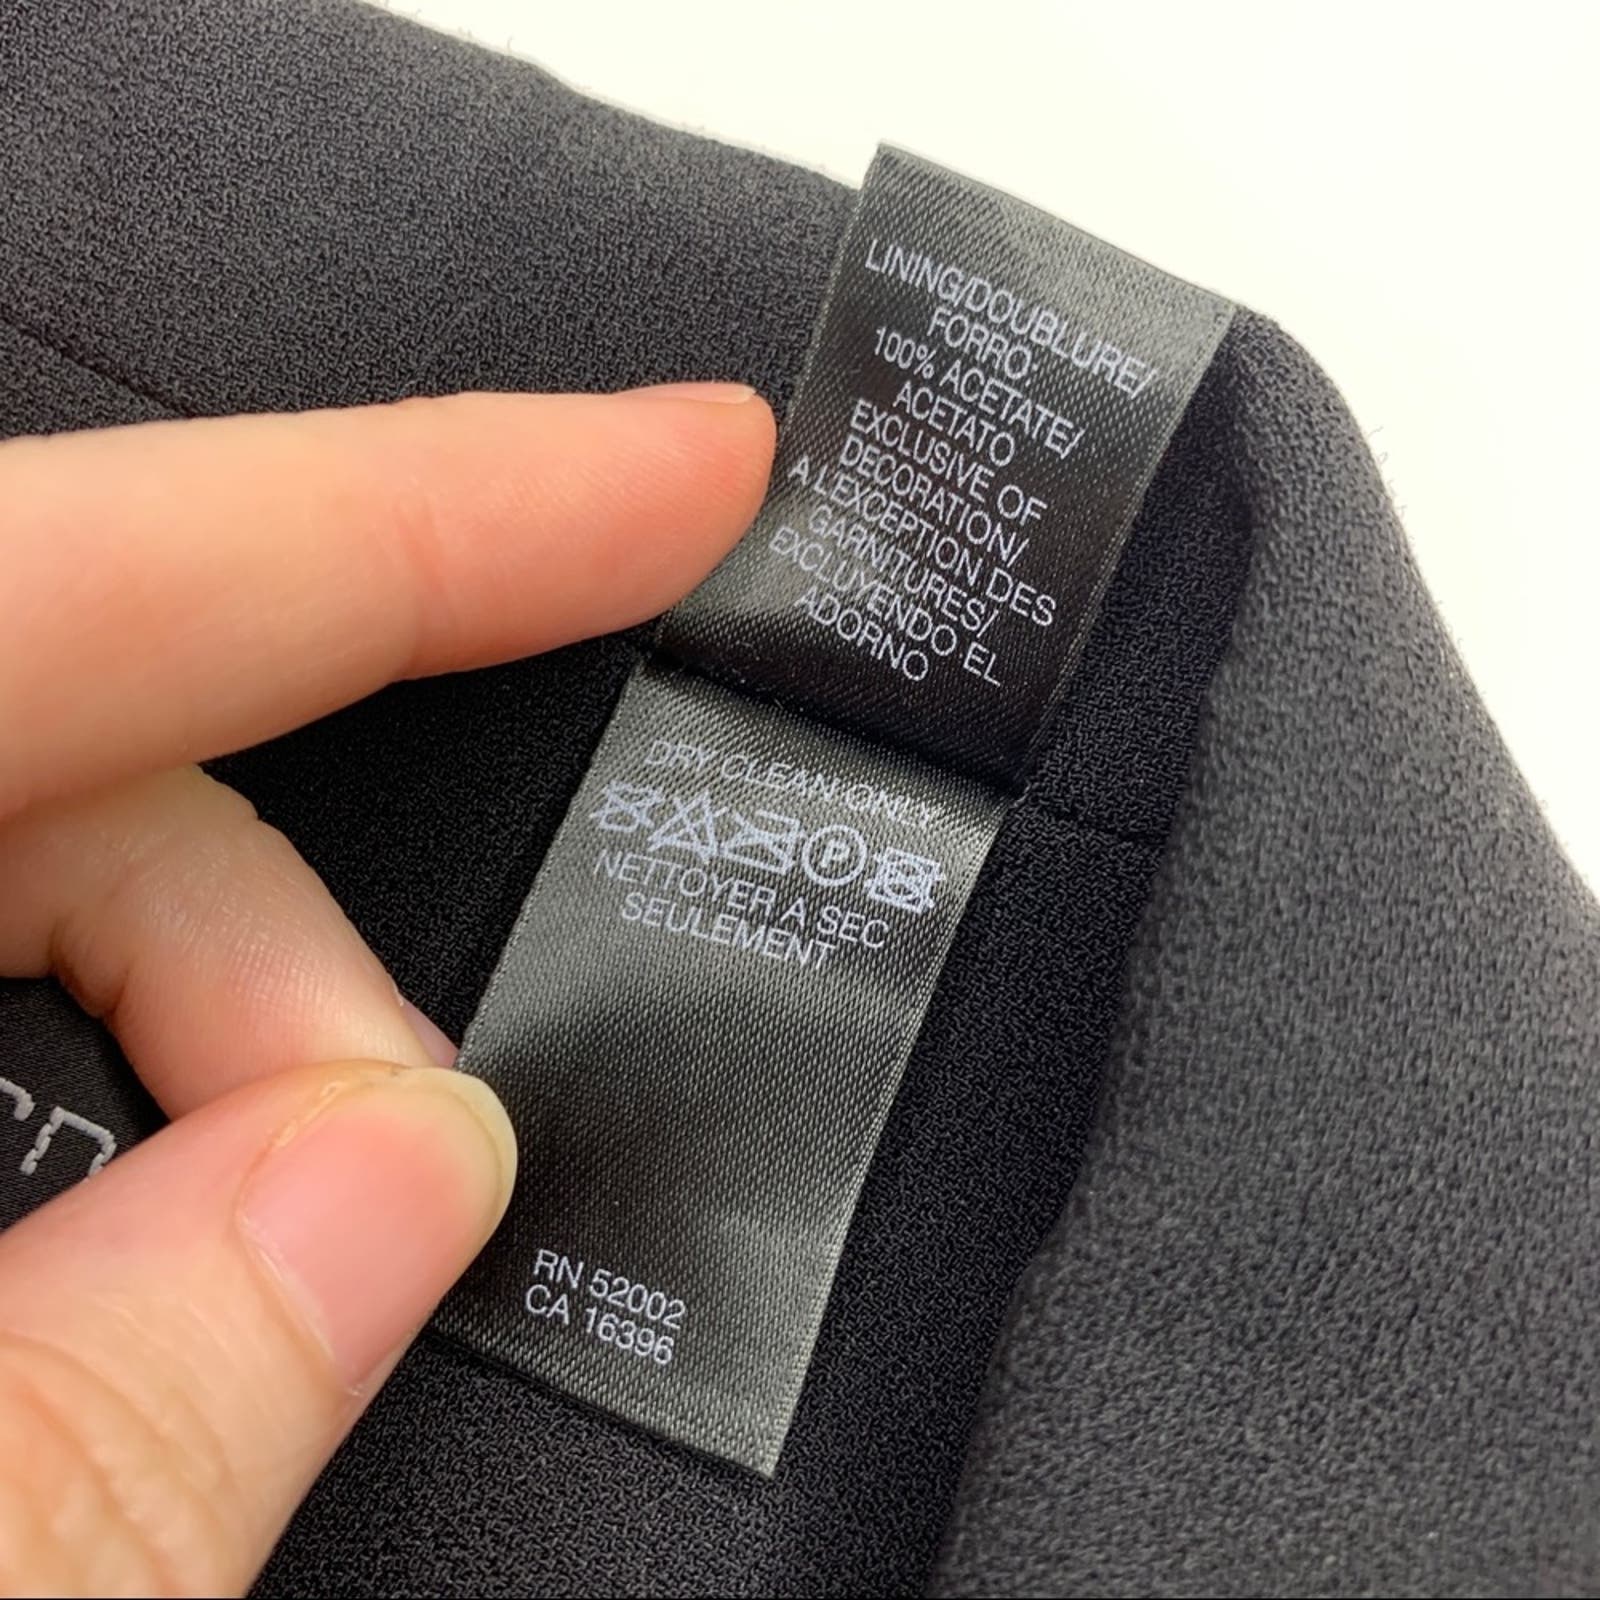 LINING/DOUBLURE/
FORRO.
100% ACETATE/
ACETATO
EXCLUSIVE OF
DECORATION/
A LEXCEPTION DES
GARNITURES/
EXCLUYENDO EL
ADORNO
DRY CLEAN ONLY
P
NETTOYER A SEC
SEULEMENT
RN 52002
CA 16396